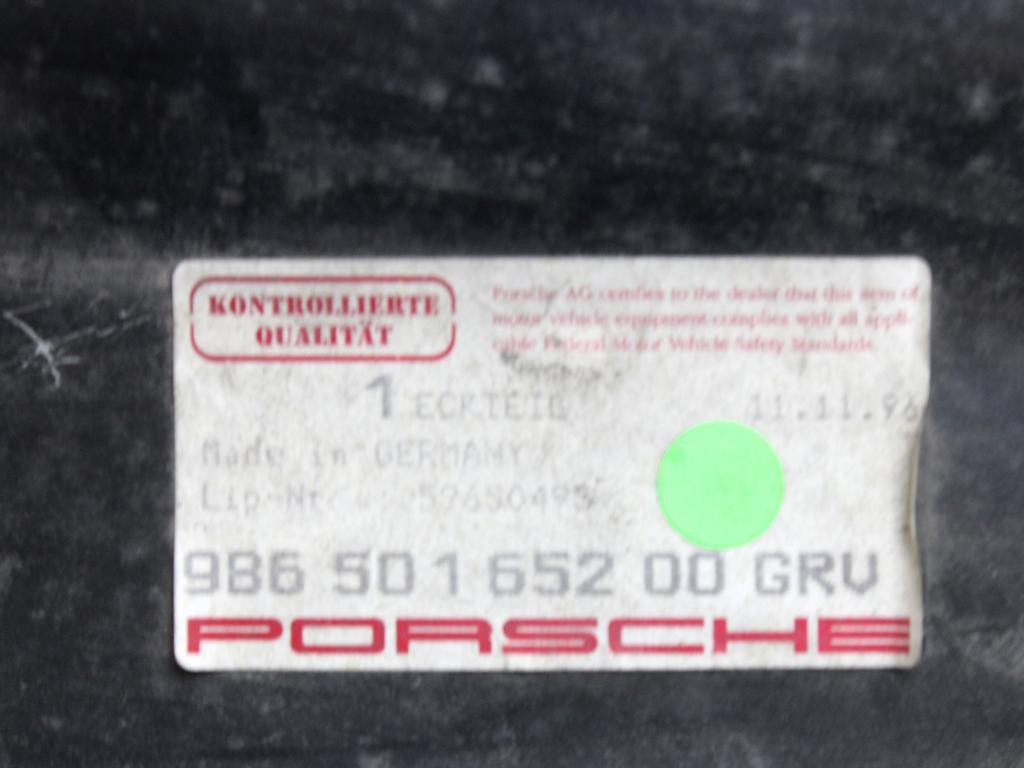 KONTROLLIERTE
QUALITÄT
Porsche AG certifies to the dealer that this item of
motor vehicle equipment complies with all appli-
cable Federal Motor Vehicle Safety Standards.
1 ECKTEIL 11.11.96
Made in GERMANY
Lip-Nr
986 501 652 00 GRV
PORSCHE